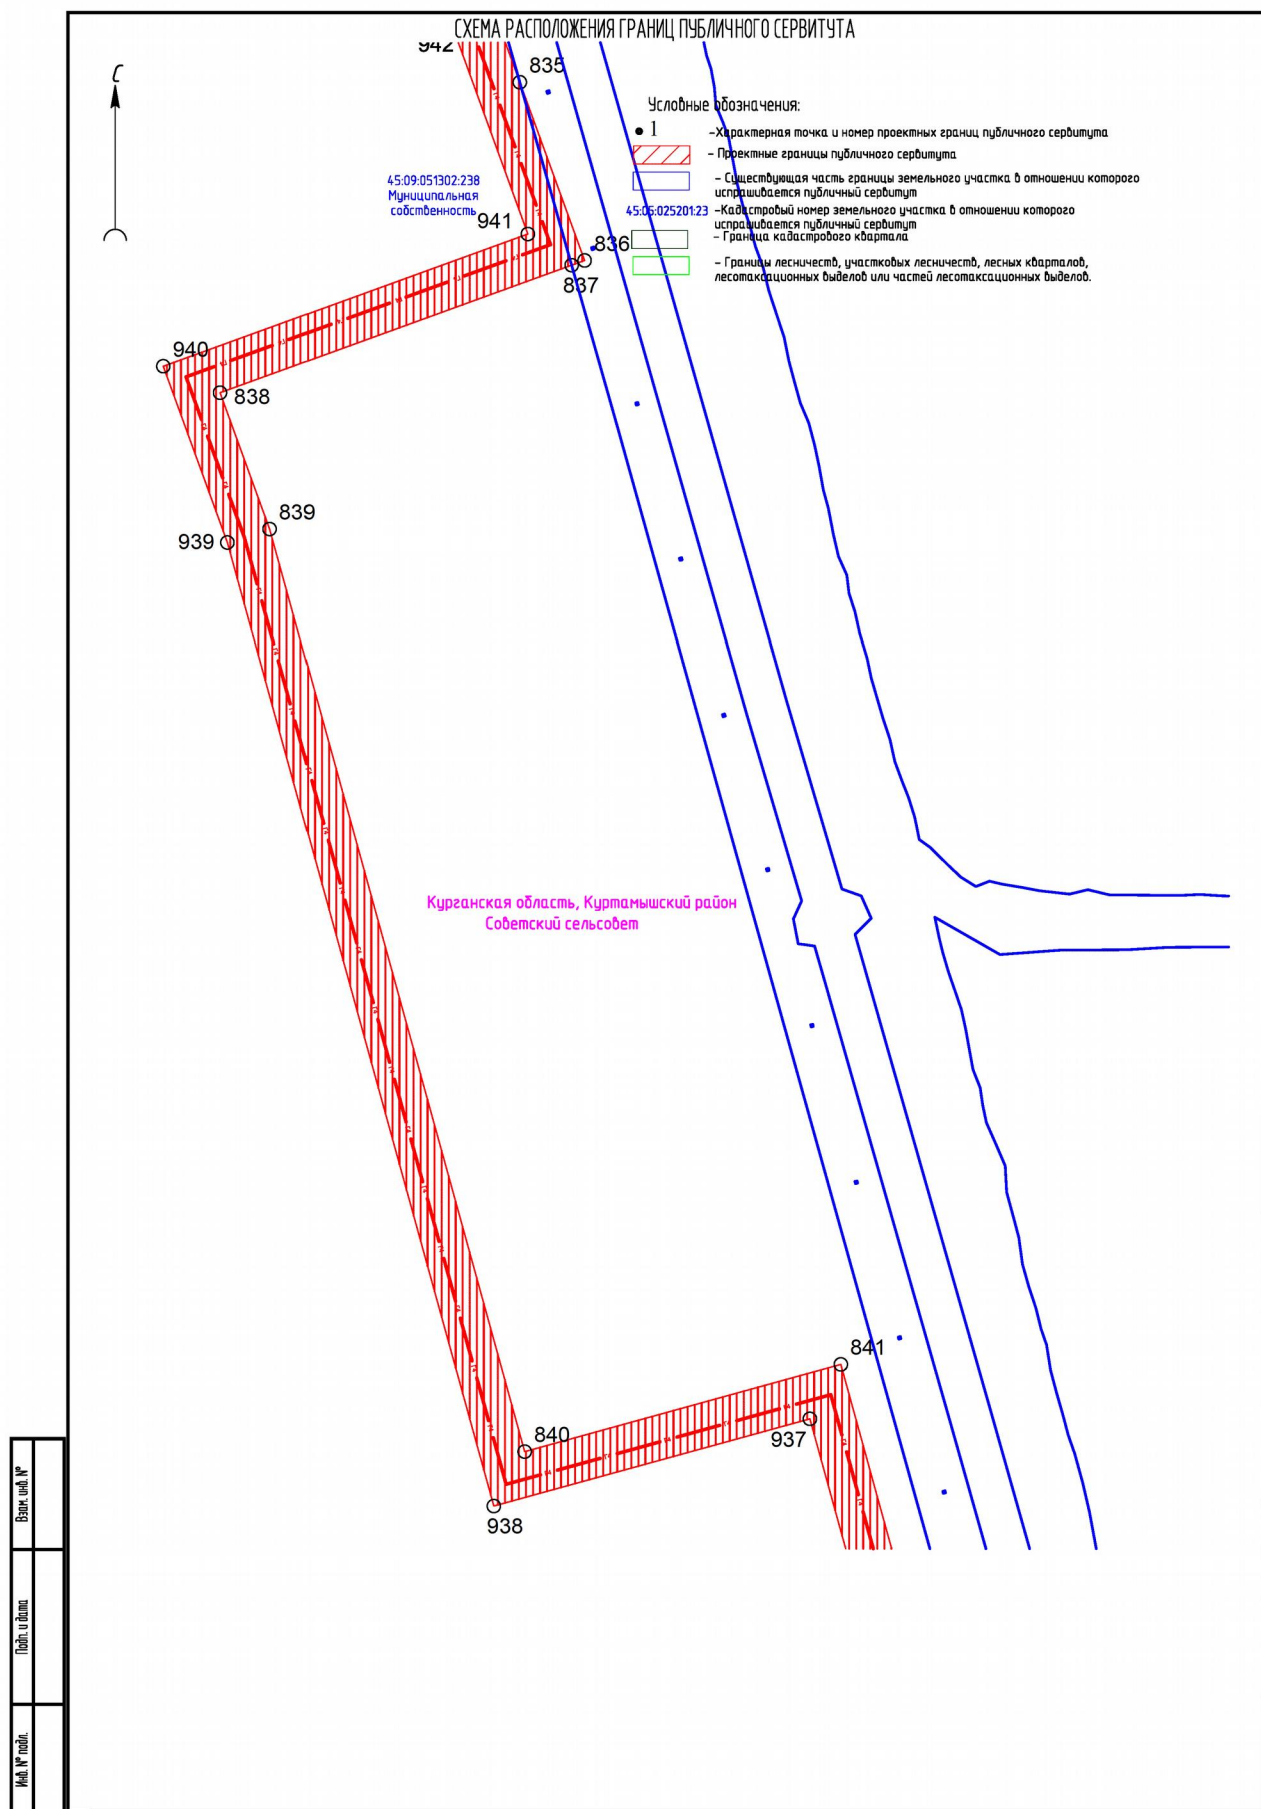 СХЕМА РАСПОЛОЖЕНИЯ ГРАНИЦ ПУБЛИЧНОГО СЕРВИТУТА
С
942
835
Условные обозначения:
1 -Характерная точка и номер проектных границ публичного сервитута
- Проектные границы публичного сервитута
- Существующая часть границы земельного участка в отношении которого
испрашивается публичный сервитут
45:05:025201:23 -Кадастровый номер земельного участка в отношении которого
испрашивается публичный сервитут
- Граница кадастрового квартала
- Границы лесничеств, участковых лесничеств, лесных кварталов,
лесотаксационных выделов или частей лесотаксационных выделов.
45:09:051302:238
Муниципальная
собственность
941
836
837
940
838
839
939
Курганская область, Куртамышский район
Советский сельсовет
841
937
840
938
Взам. инв. №
Подп. и дата
Инв. № подл.